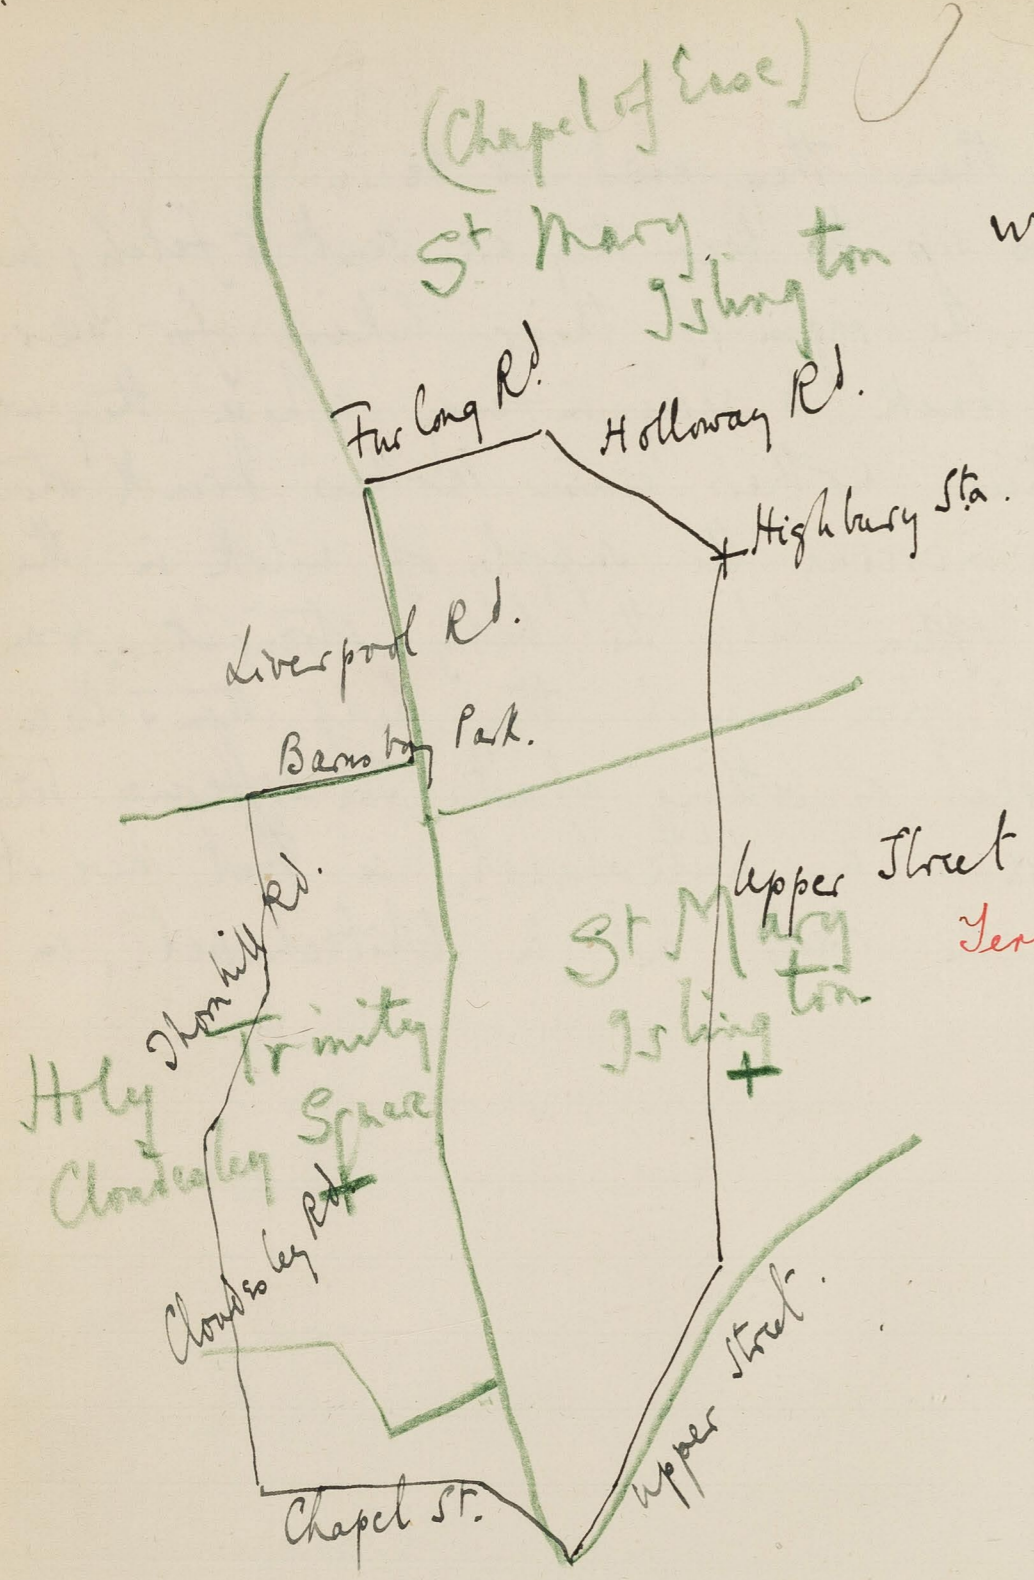 (Chapel of Ease)
St Mary
Islington
Furlong Rd.
Holloway Rd.
Highbury Sta.
Liverpool Rd.
Barnsbay Park.
Upper Street
St Mary
Islington
Thornhill Rd.
Holy Trinity
Cloudesley Square
Cloudesley Rd.
Upper Street.
Chapel St.